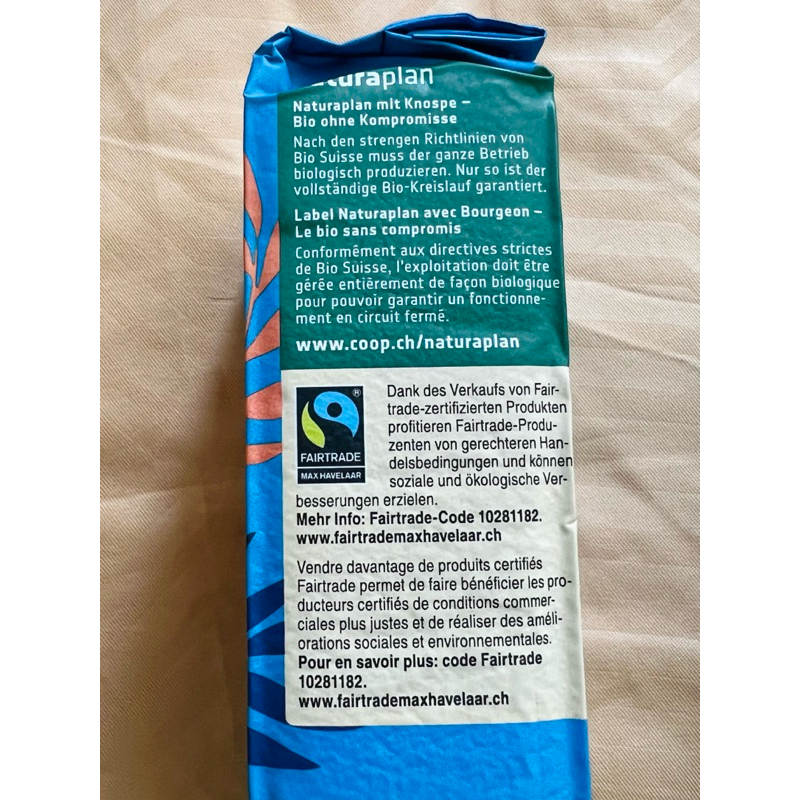 naturaplan
Naturaplan mit Knospe –
Bio ohne Kompromisse
Nach den strengen Richtlinien von
Bio Suisse muss der ganze Betrieb
biologisch produzieren. Nur so ist der
vollständige Bio-Kreislauf garantiert.
Label Naturaplan avec Bourgeon –
Le bio sans compromis
Conformément aux directives strictes
de Bio Suisse, l'exploitation doit être
gérée entièrement de façon biologique
pour pouvoir garantir un fonctionne-
ment en circuit fermé.
www.coop.ch/naturaplan
®
FAIRTRADE
MAX HAVELAAR
Dank des Verkaufs von Fair-
trade-zertifizierten Produkten
profitieren Fairtrade-Produ-
zenten von gerechteren Han-
delsbedingungen und können
soziale und ökologische Ver-
besserungen erzielen.
Mehr Info: Fairtrade-Code 10281182.
www.fairtrademaxhavelaar.ch
Vendre davantage de produits certifiés
Fairtrade permet de faire bénéficier les pro-
ducteurs certifiés de conditions commer-
ciales plus justes et de réaliser des améli-
orations sociales et environnementales.
Pour en savoir plus: code Fairtrade
10281182.
www.fairtrademaxhavelaar.ch